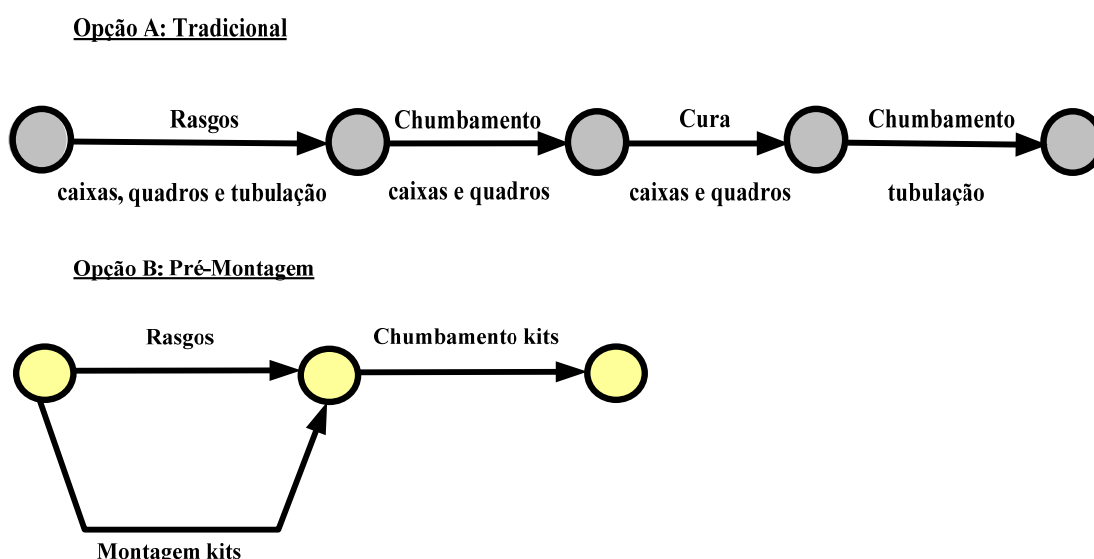 Opção A: Tradicional
Rasgos
Chumbamento
Cura
Chumbamento
caixas, quadros e tubulação
caixas e quadros
caixas e quadros
tubulação
Opção B: Pré-Montagem
Rasgos
Chumbamento kits
Montagem kits